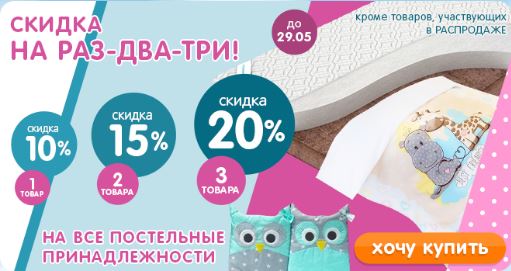 СКИДКА
НА РАЗ-ДВА-ТРИ!
до
29.05
кроме товаров, участвующих
в РАСПРОДАЖЕ
скидка
10%
1
ТОВАР
скидка
15%
2
ТОВАРА
скидка
20%
3
ТОВАРА
НА ВСЕ ПОСТЕЛЬНЫЕ
ПРИНАДЛЕЖНОСТИ
хочу купить